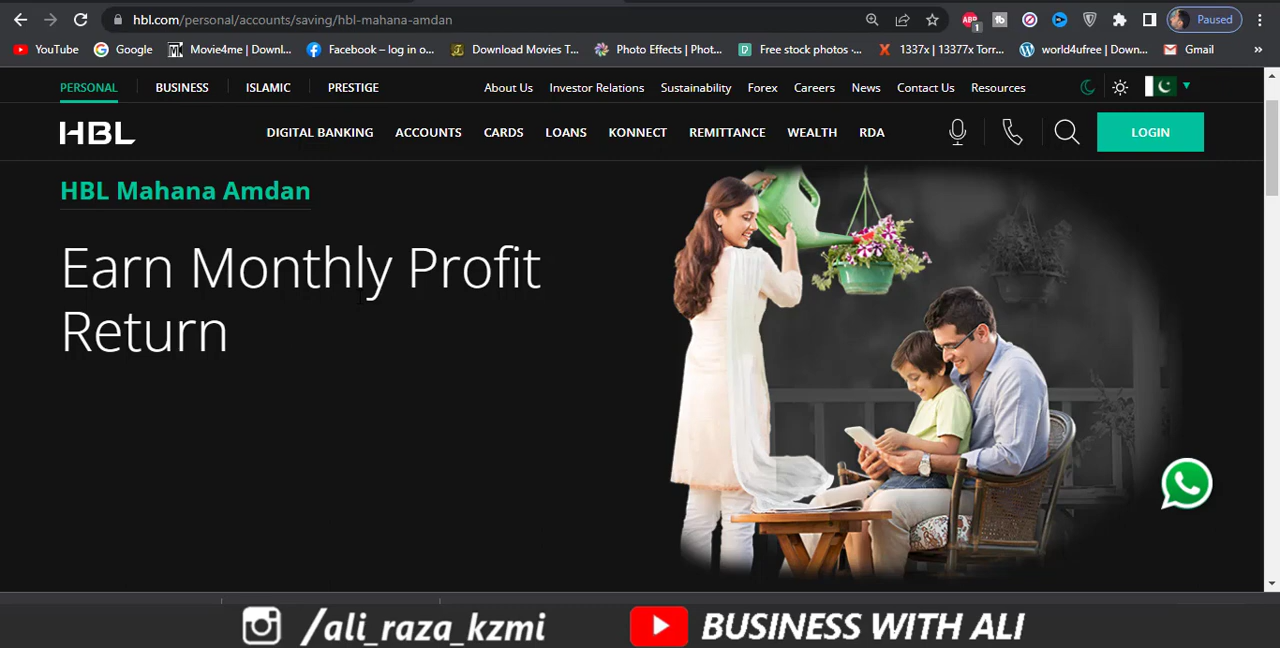 hbl.com/personal/accounts/saving/hbl-mahana-amdan
ABP
1
Paused
YouTube
Google
Movie4me | Downl...
Facebook – log in o...
Download Movies T...
Photo Effects | Phot...
Free stock photos -...
1337x | 13377x Torr...
world4ufree | Down...
Gmail
»
PERSONAL
BUSINESS
ISLAMIC
PRESTIGE
About Us
Investor Relations
Sustainability
Forex
Careers
News
Contact Us
Resources
HBL
DIGITAL BANKING
ACCOUNTS
CARDS
LOANS
KONNECT
REMITTANCE
WEALTH
RDA
LOGIN
HBL Mahana Amdan
Earn Monthly Profit
Return
/ali_raza_kzmi
BUSINESS WITH ALI